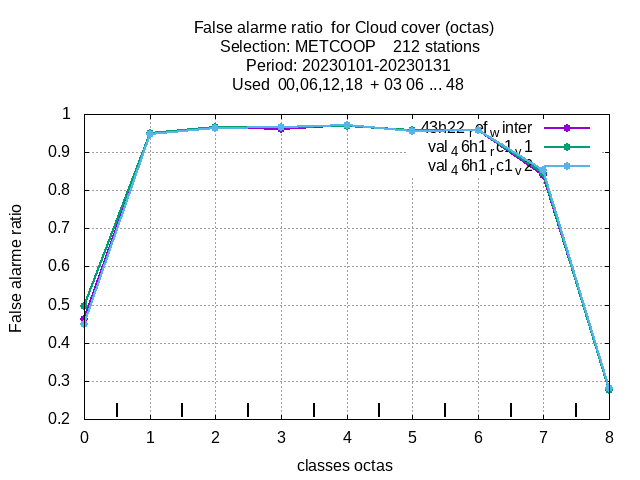 False alarme ratio  for Cloud cover (octas)
Selection: METCOOP    212 stations
Period: 20230101-20230131
Used  00,06,12,18  + 03 06 ... 48
43h22_ref_winter
val_46h1_rc1_v1
val_46h1_rc1_v2
False alarme ratio
1
0.9
0.8
0.7
0.6
0.5
0.4
0.3
0.2
0 1 2 3 4 5 6 7 8
classes octas